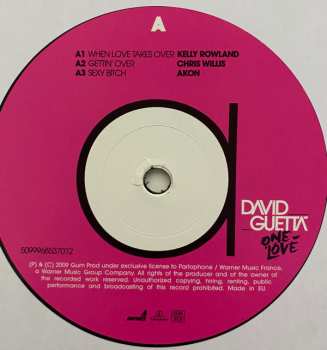 A
A1 WHEN LOVE TAKES OVER KELLY ROWLAND
A2 GETTIN' OVER CHRIS WILLIS
A3 SEXY BITCH AKON
DAVID
GUETTA
ONE
LOVE
5099968537012
(P) & (C) 2009 Gum Prod under exclusive license to Parlophone / Warner Music France,
a Warner Music Group Company. All rights of the producer and of the owner of
the recorded work reserved. Unauthorized copying, hiring, renting, public
performance and broadcasting of this record prohibited. Made in EU.